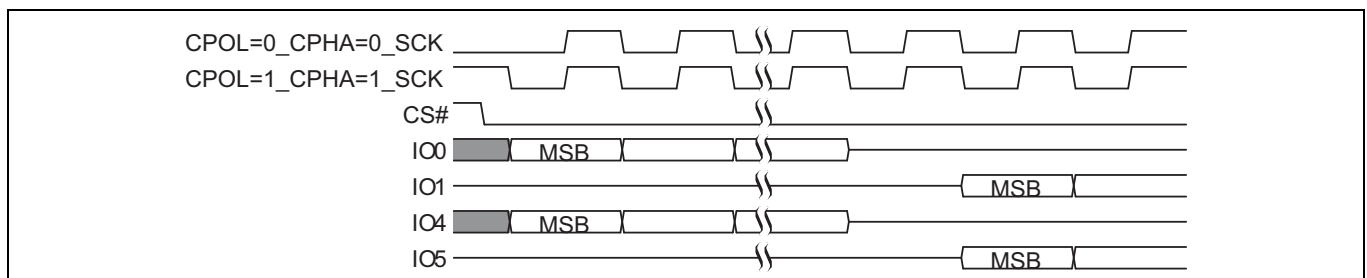 CPOL=0_CPHA=0_SCK
CPOL=1_CPHA=1_SCK
CS#
IO0 MSB
IO1 MSB
IO4 MSB
IO5 MSB